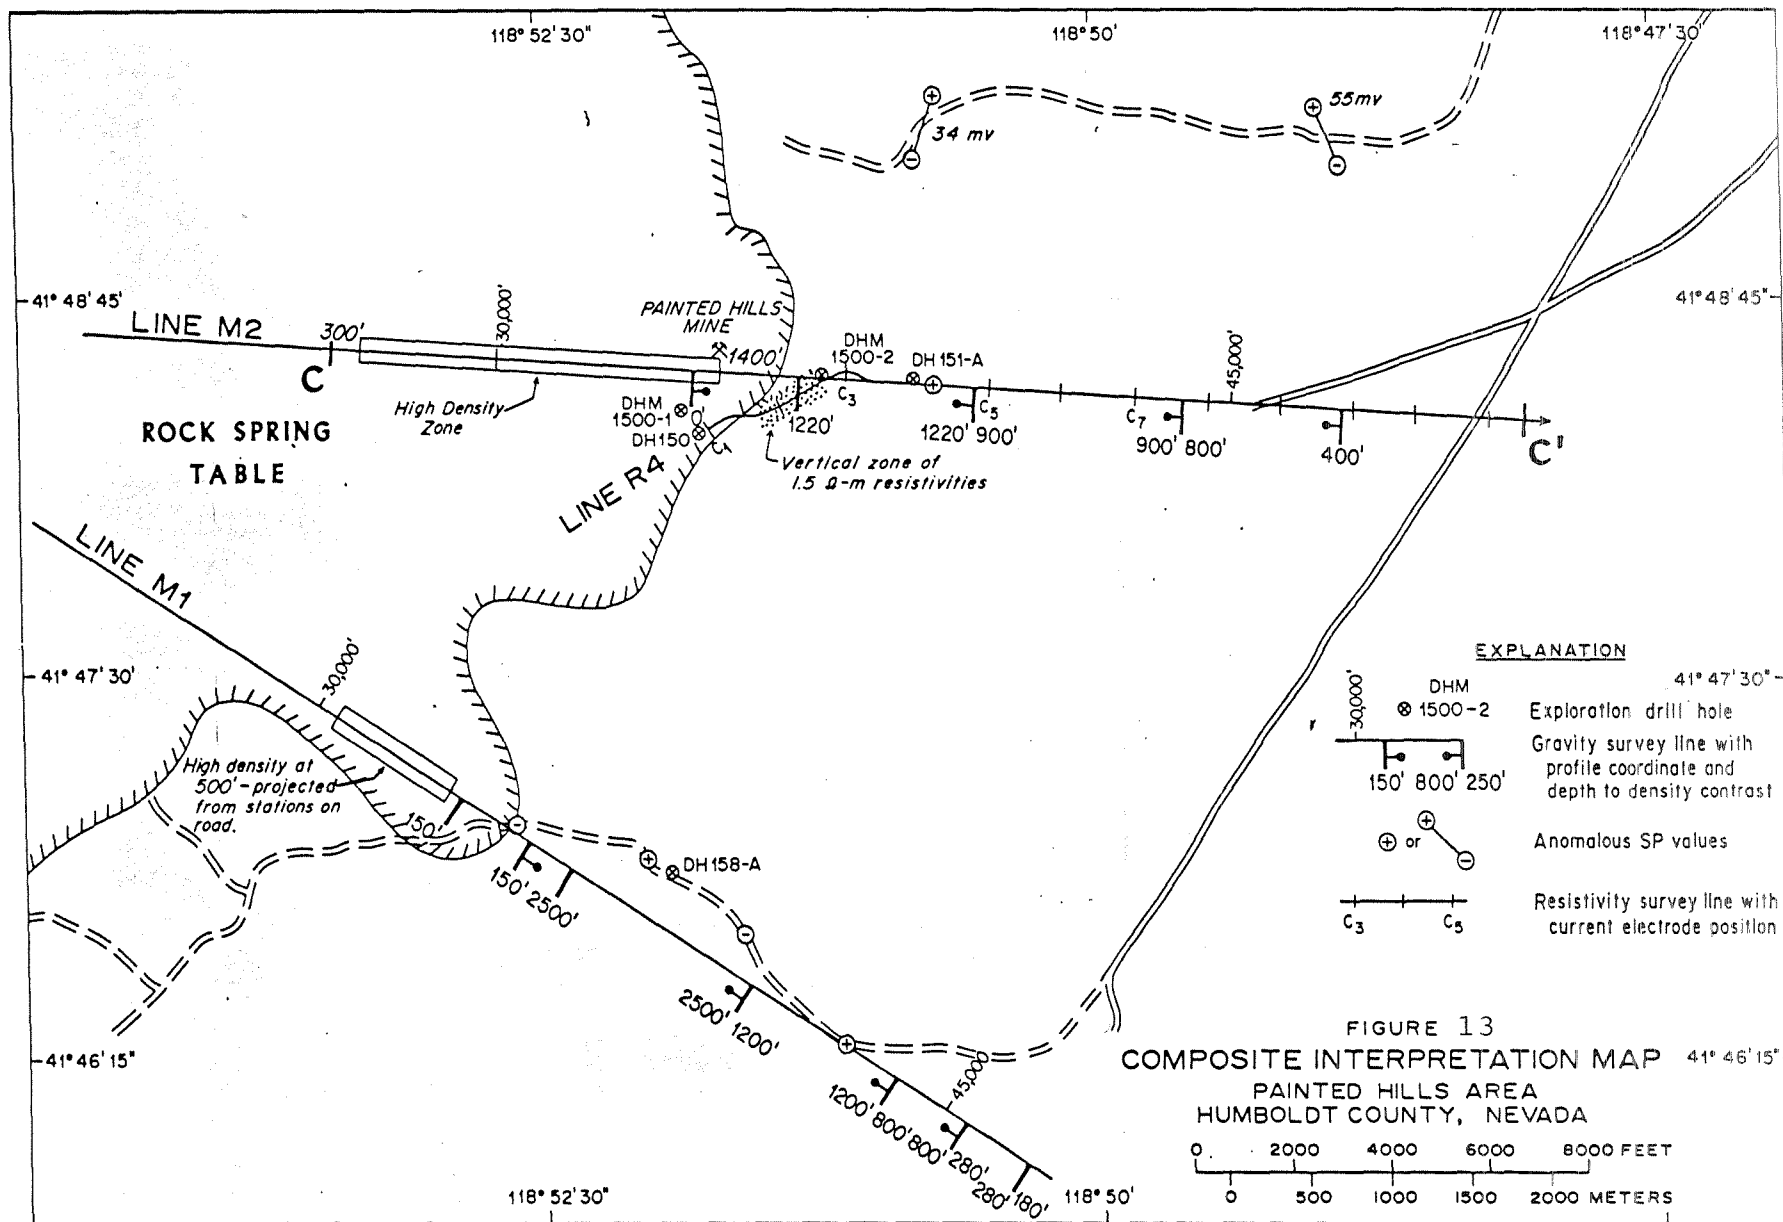 118° 52' 30"
118° 50'
118° 47' 30"
55mv
34 mv
41° 48' 45"
41° 48' 45"
LINE M2
300'
30,000'
PAINTED HILLS
MINE
1400'
DHM
1500-2
DH 151-A
45,000'
C
High Density
Zone
DHM
1500-1
0'
DH150
C1
1220'
C3
C5
1220' 900'
C7
900' 800'
400'
C'
ROCK SPRING
TABLE
LINE R4
Vertical zone of
1.5 Ω-m resistivities
LINE M1
30,000'
41° 47' 30"
41° 47' 30"
High density at
500'-projected
from stations on
road.
150'
150' 2500'
DH 158-A
2500' 1200'
45,000
1200' 800'
800' 280'
280' 180'
41° 46' 15"
41° 46' 15"
118° 52' 30"
118° 50'
EXPLANATION
DHM
1500-2
Exploration drill hole
30,000'
150' 800' 250'
Gravity survey line with
profile coordinate and
depth to density contrast
or
Anomalous SP values
C3 C5
Resistivity survey line with
current electrode position
FIGURE 13
COMPOSITE INTERPRETATION MAP
PAINTED HILLS AREA
HUMBOLDT COUNTY, NEVADA
0 2000 4000 6000 8000 FEET
0 500 1000 1500 2000 METERS